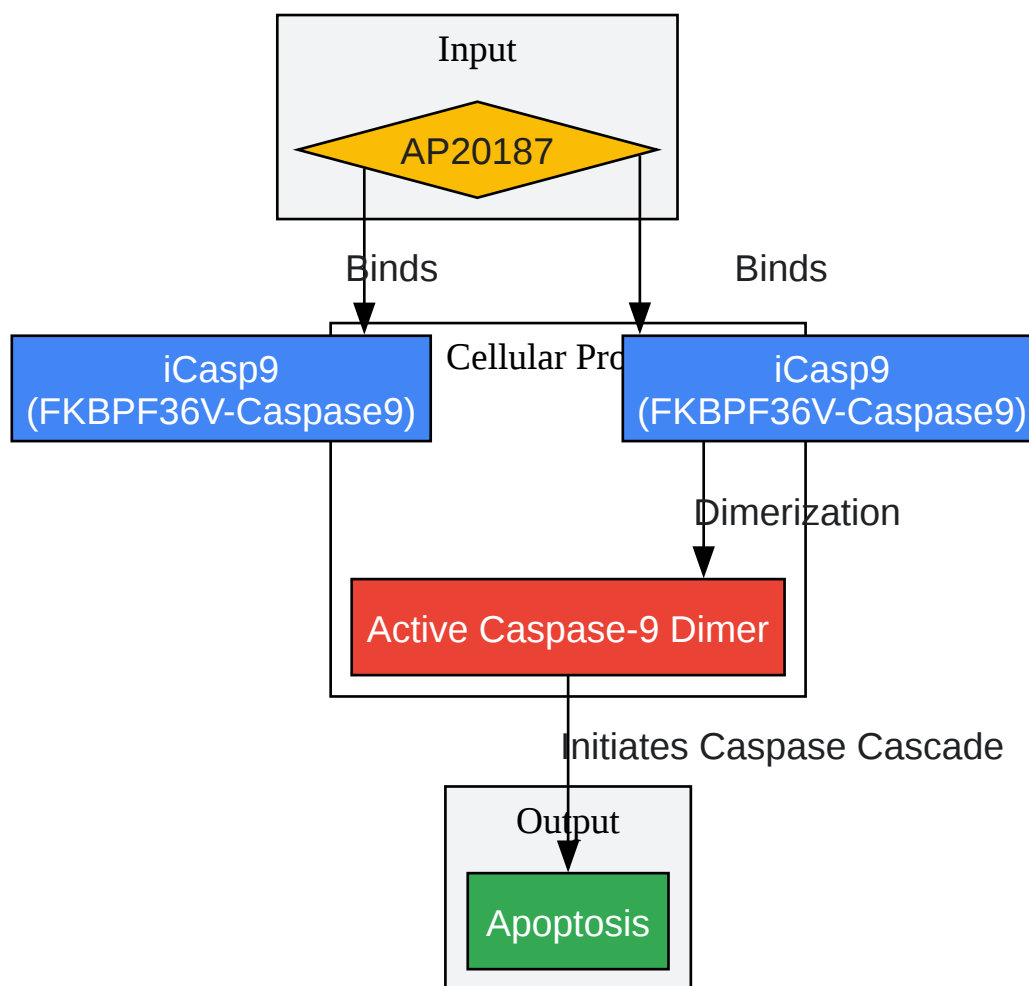 Input
AP20187
Binds
Binds
Cellular
iCasp9
(FKBPF36V-Caspase9)
iCasp9
(FKBPF36V-Caspase9)
Dimerization
Active Caspase-9 Dimer
Initiates Caspase Cascade
Output
Apoptosis